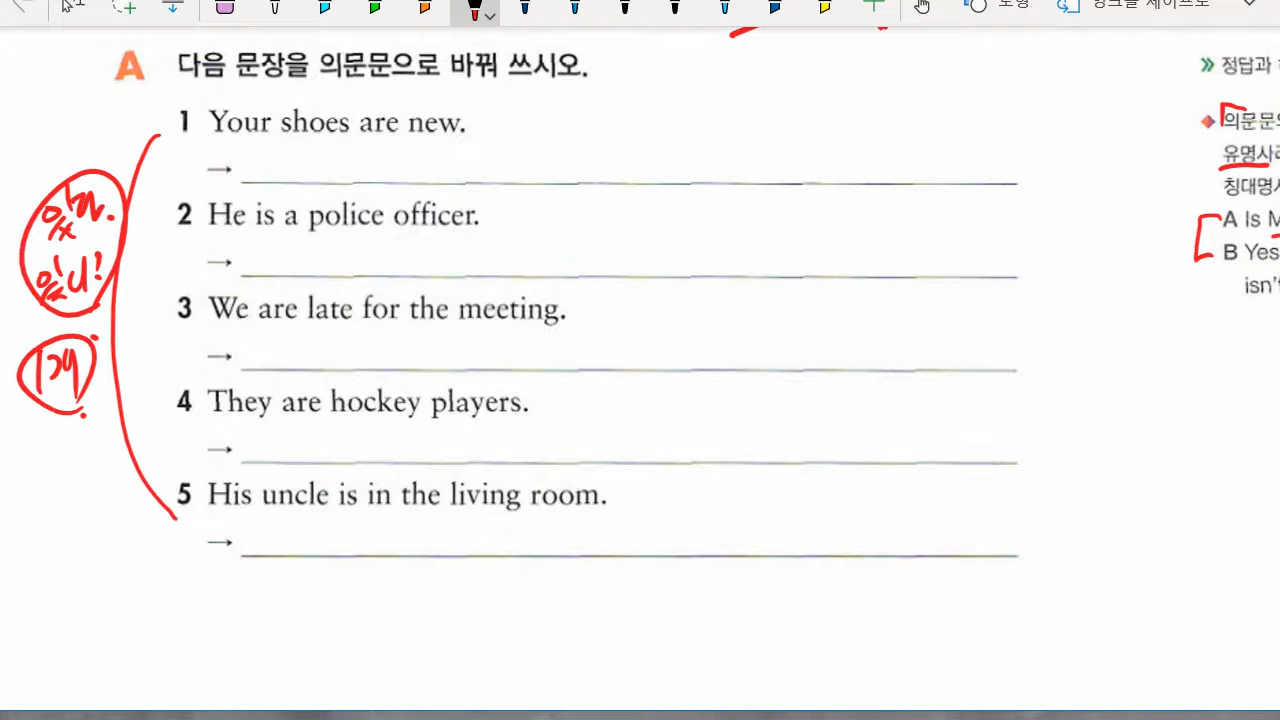 A 다음 문장을 의문문으로 바꿔 쓰시오.
1 Your shoes are new.
→
2 He is a police officer.
→
3 We are late for the meeting.
→
4 They are hockey players.
→
5 His uncle is in the living room.
→
» 정답과
의문문
유명사
칭대명사
A Is
B Yes
isn't